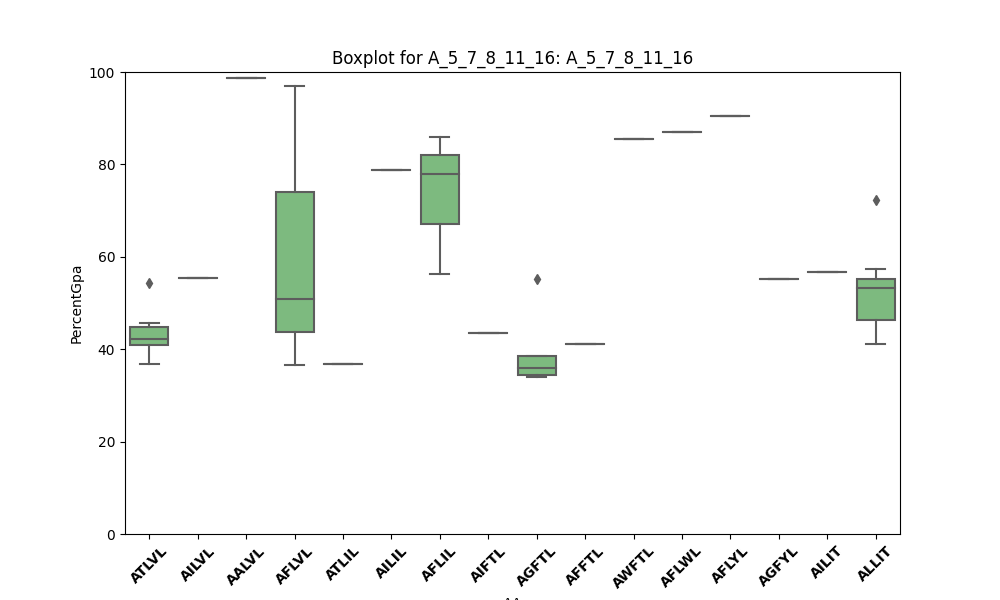 Boxplot for A_5_7_8_11_16: A_5_7_8_11_16
100
80
60
40
20
0
PercentGpa
ATLVL
AILVL
AALVL
AFLVL
ATLIL
AILIL
AFLIL
AIFTL
AGFTL
AFFTL
AWFTL
AFLWL
AFLYL
AGFYL
AILIT
ALLIT